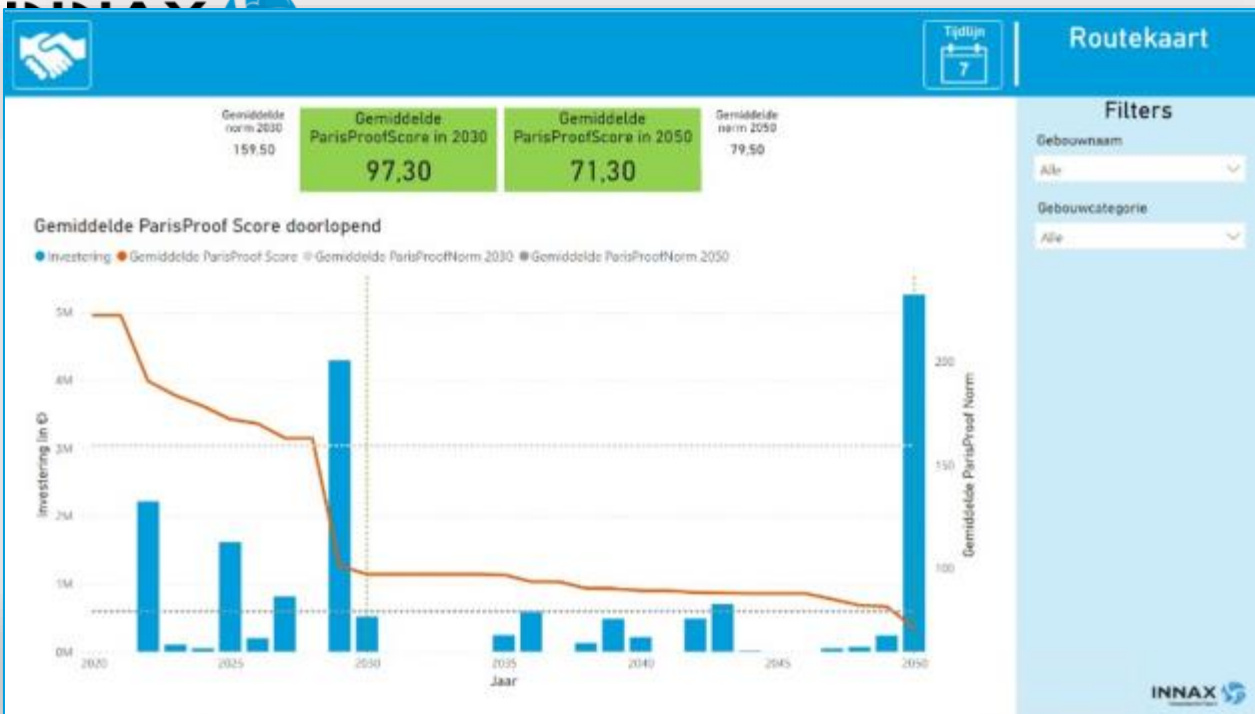 INNAX
Tijdlijn
7
Routekaart
Gemiddelde
norm 2030
159,50
Gemiddelde
ParisProofScore in 2030
97,30
Gemiddelde
ParisProofScore in 2050
71,30
Gemiddelde
norm 2050
79,50
Filters
Gebouwnaam
Alle
Gebouwcategorie
Alle
Gemiddelde ParisProof Score doorlopend
Investering Gemiddelde ParisProof Score Gemiddelde ParisProofNorm 2030 Gemiddelde ParisProofNorm 2050
5M
4M
3M
2M
1M
0M
Investering (in €)
200
150
100
Gemiddelde ParisProof Norm
2020 2025 2030 2035 2040 2045 2050
Jaar
INNAX